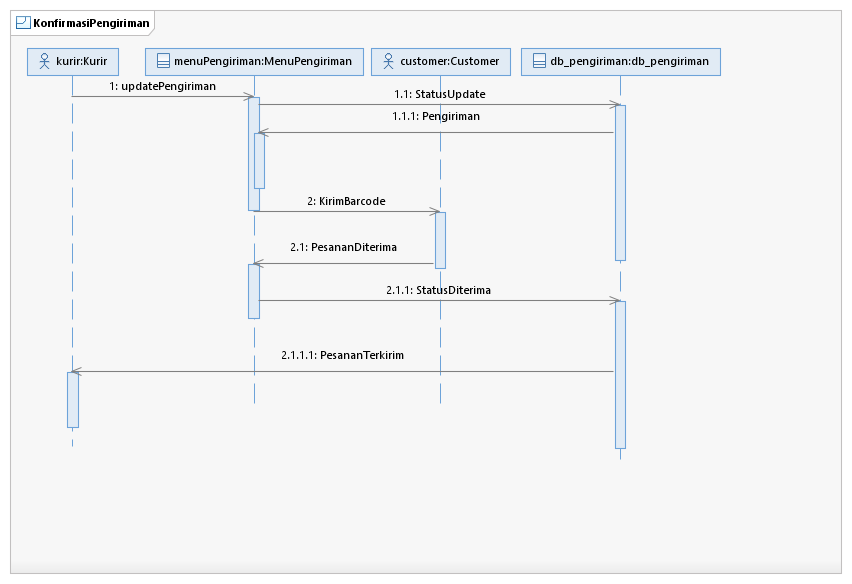 KonfirmasiPengiriman
kurir:Kurir
menuPengiriman:MenuPengiriman
customer:Customer
db_pengiriman:db_pengiriman
1: updatePengiriman
1.1: StatusUpdate
1.1.1: Pengiriman
2: KirimBarcode
2.1: PesananDiterima
2.1.1: StatusDiterima
2.1.1.1: PesananTerkirim